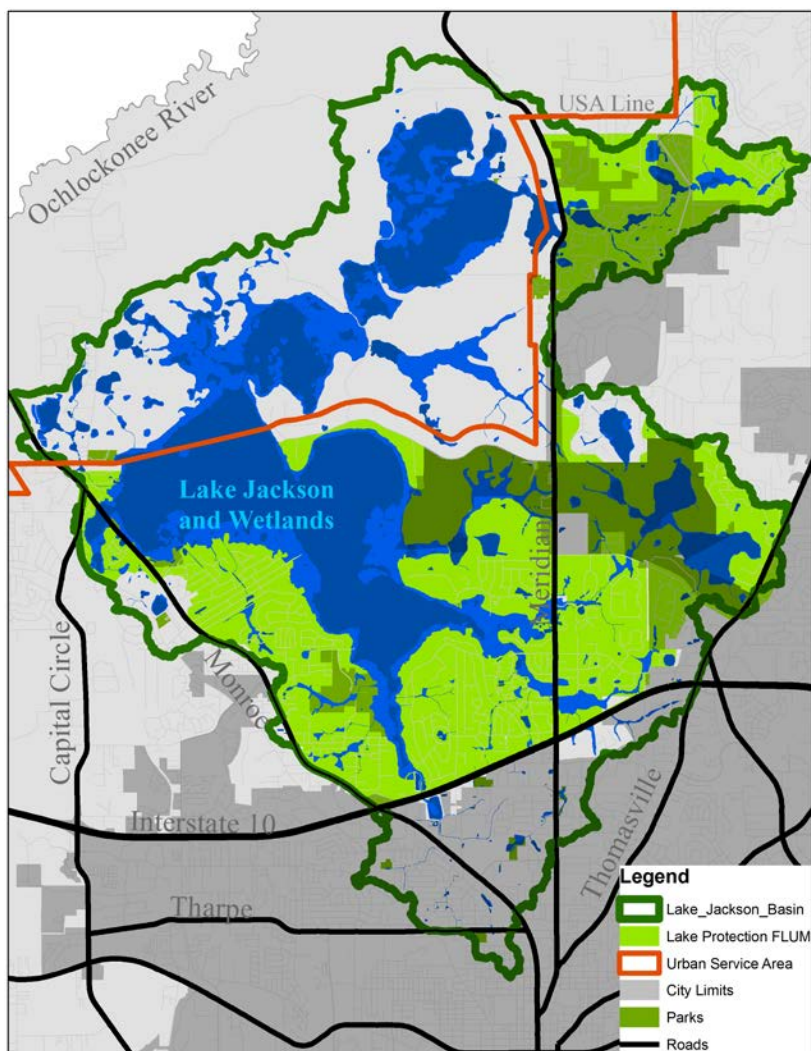 USA Line
Ochlockonee River
Lake Jackson
and Wetlands
Meridian
Capital Circle
Monroe
Interstate 10
Thomasville
Tharpe
Legend
Lake_Jackson_Basin
Lake Protection FLUM
Urban Service Area
City Limits
Parks
Roads